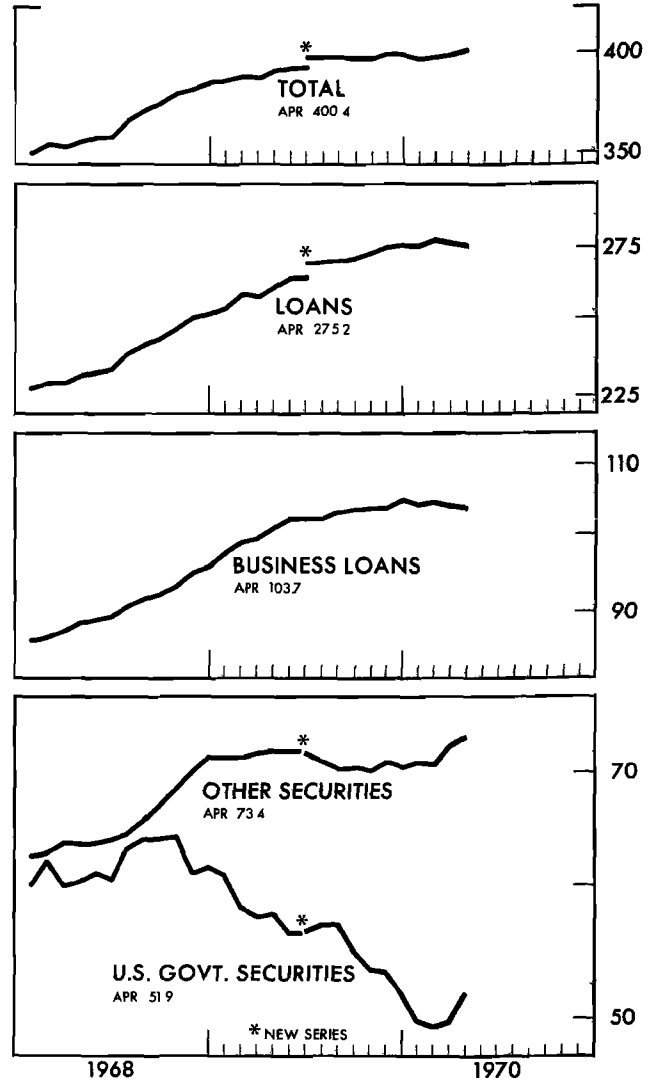 *
400
TOTAL
APR 400 4
350
*
275
LOANS
APR 275 2
225
110
BUSINESS LOANS
APR 103.7
90
*
70
OTHER SECURITIES
APR 73 4
*
U.S. GOVT. SECURITIES
APR 51 9
50
* NEW SERIES
1968 1970